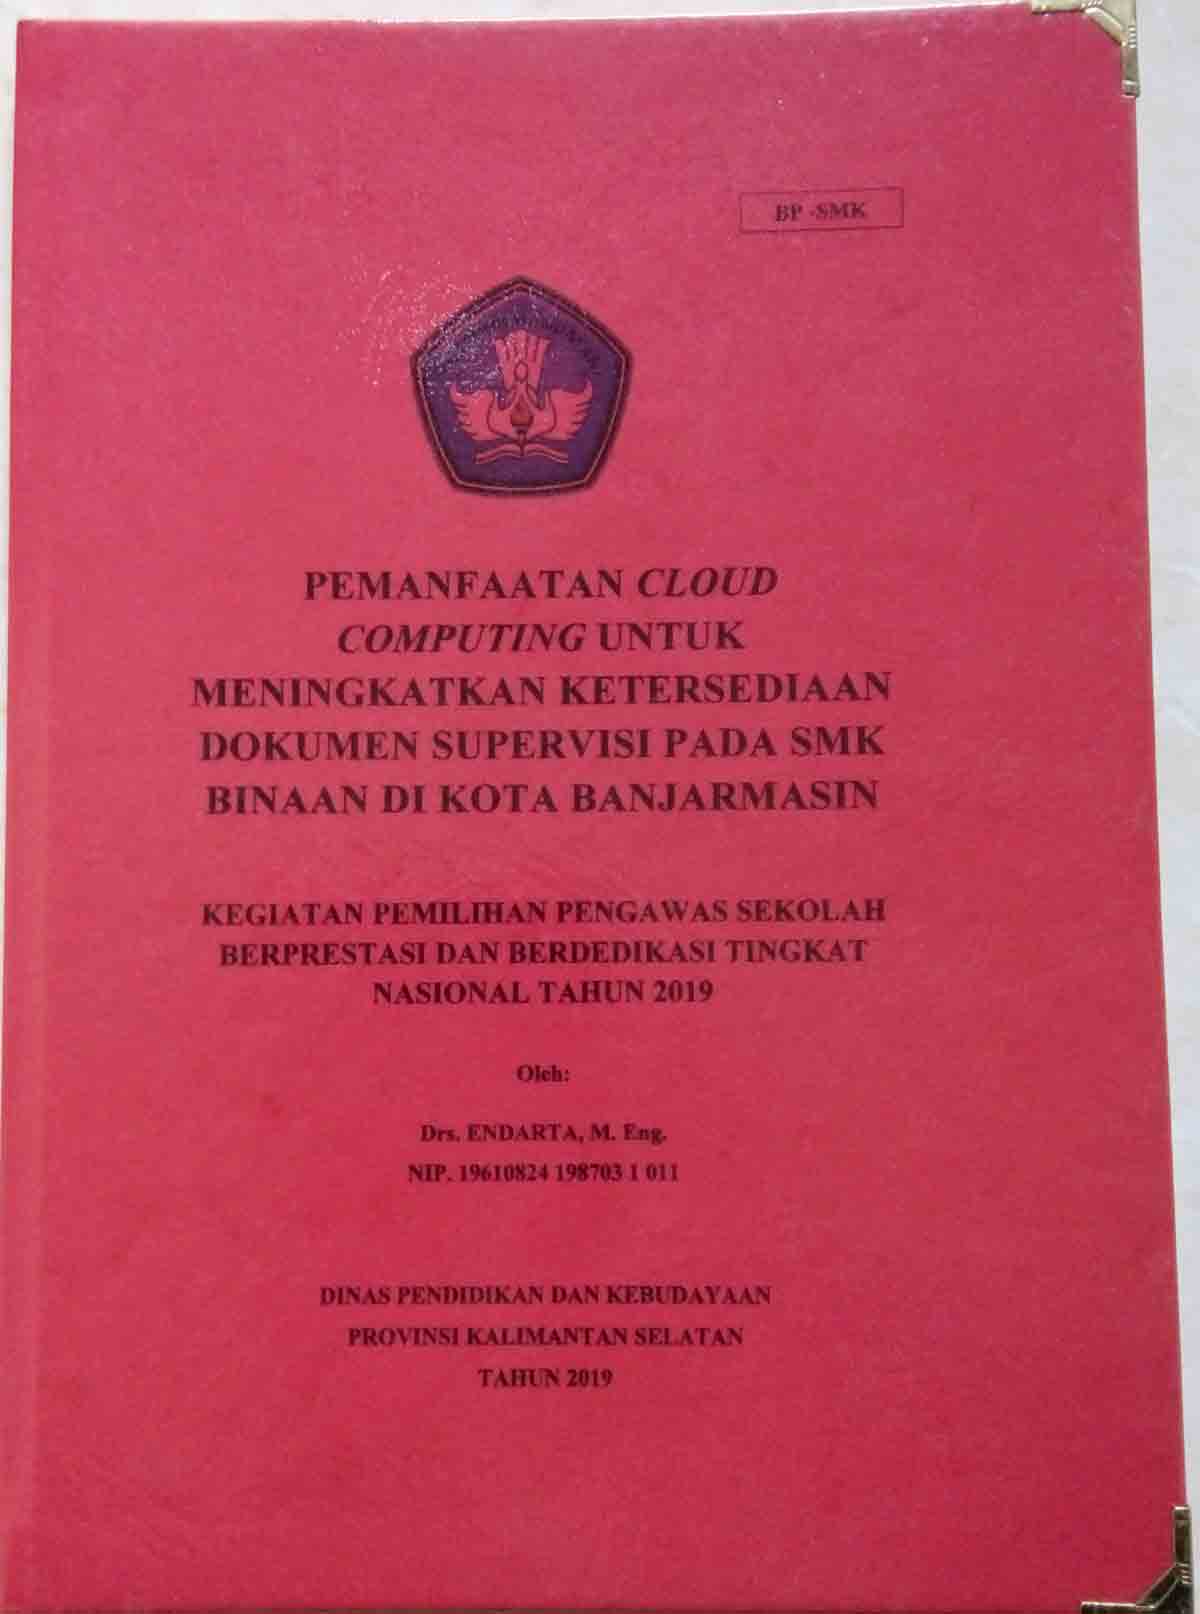 BP -SMK
PEMANFAATAN CLOUD
COMPUTING UNTUK
MENINGKATKAN KETERSEDIAAN
DOKUMEN SUPERVISI PADA SMK
BINAAN DI KOTA BANJARMASIN
KEGIATAN PEMILIHAN PENGAWAS SEKOLAH
BERPRESTASI DAN BERDEDIKASI TINGKAT
NASIONAL TAHUN 2019
Oleh:
Drs. ENDARTA, M. Eng.
NIP. 19610824 198703 1 011
DINAS PENDIDIKAN DAN KEBUDAYAAN
PROVINSI KALIMANTAN SELATAN
TAHUN 2019